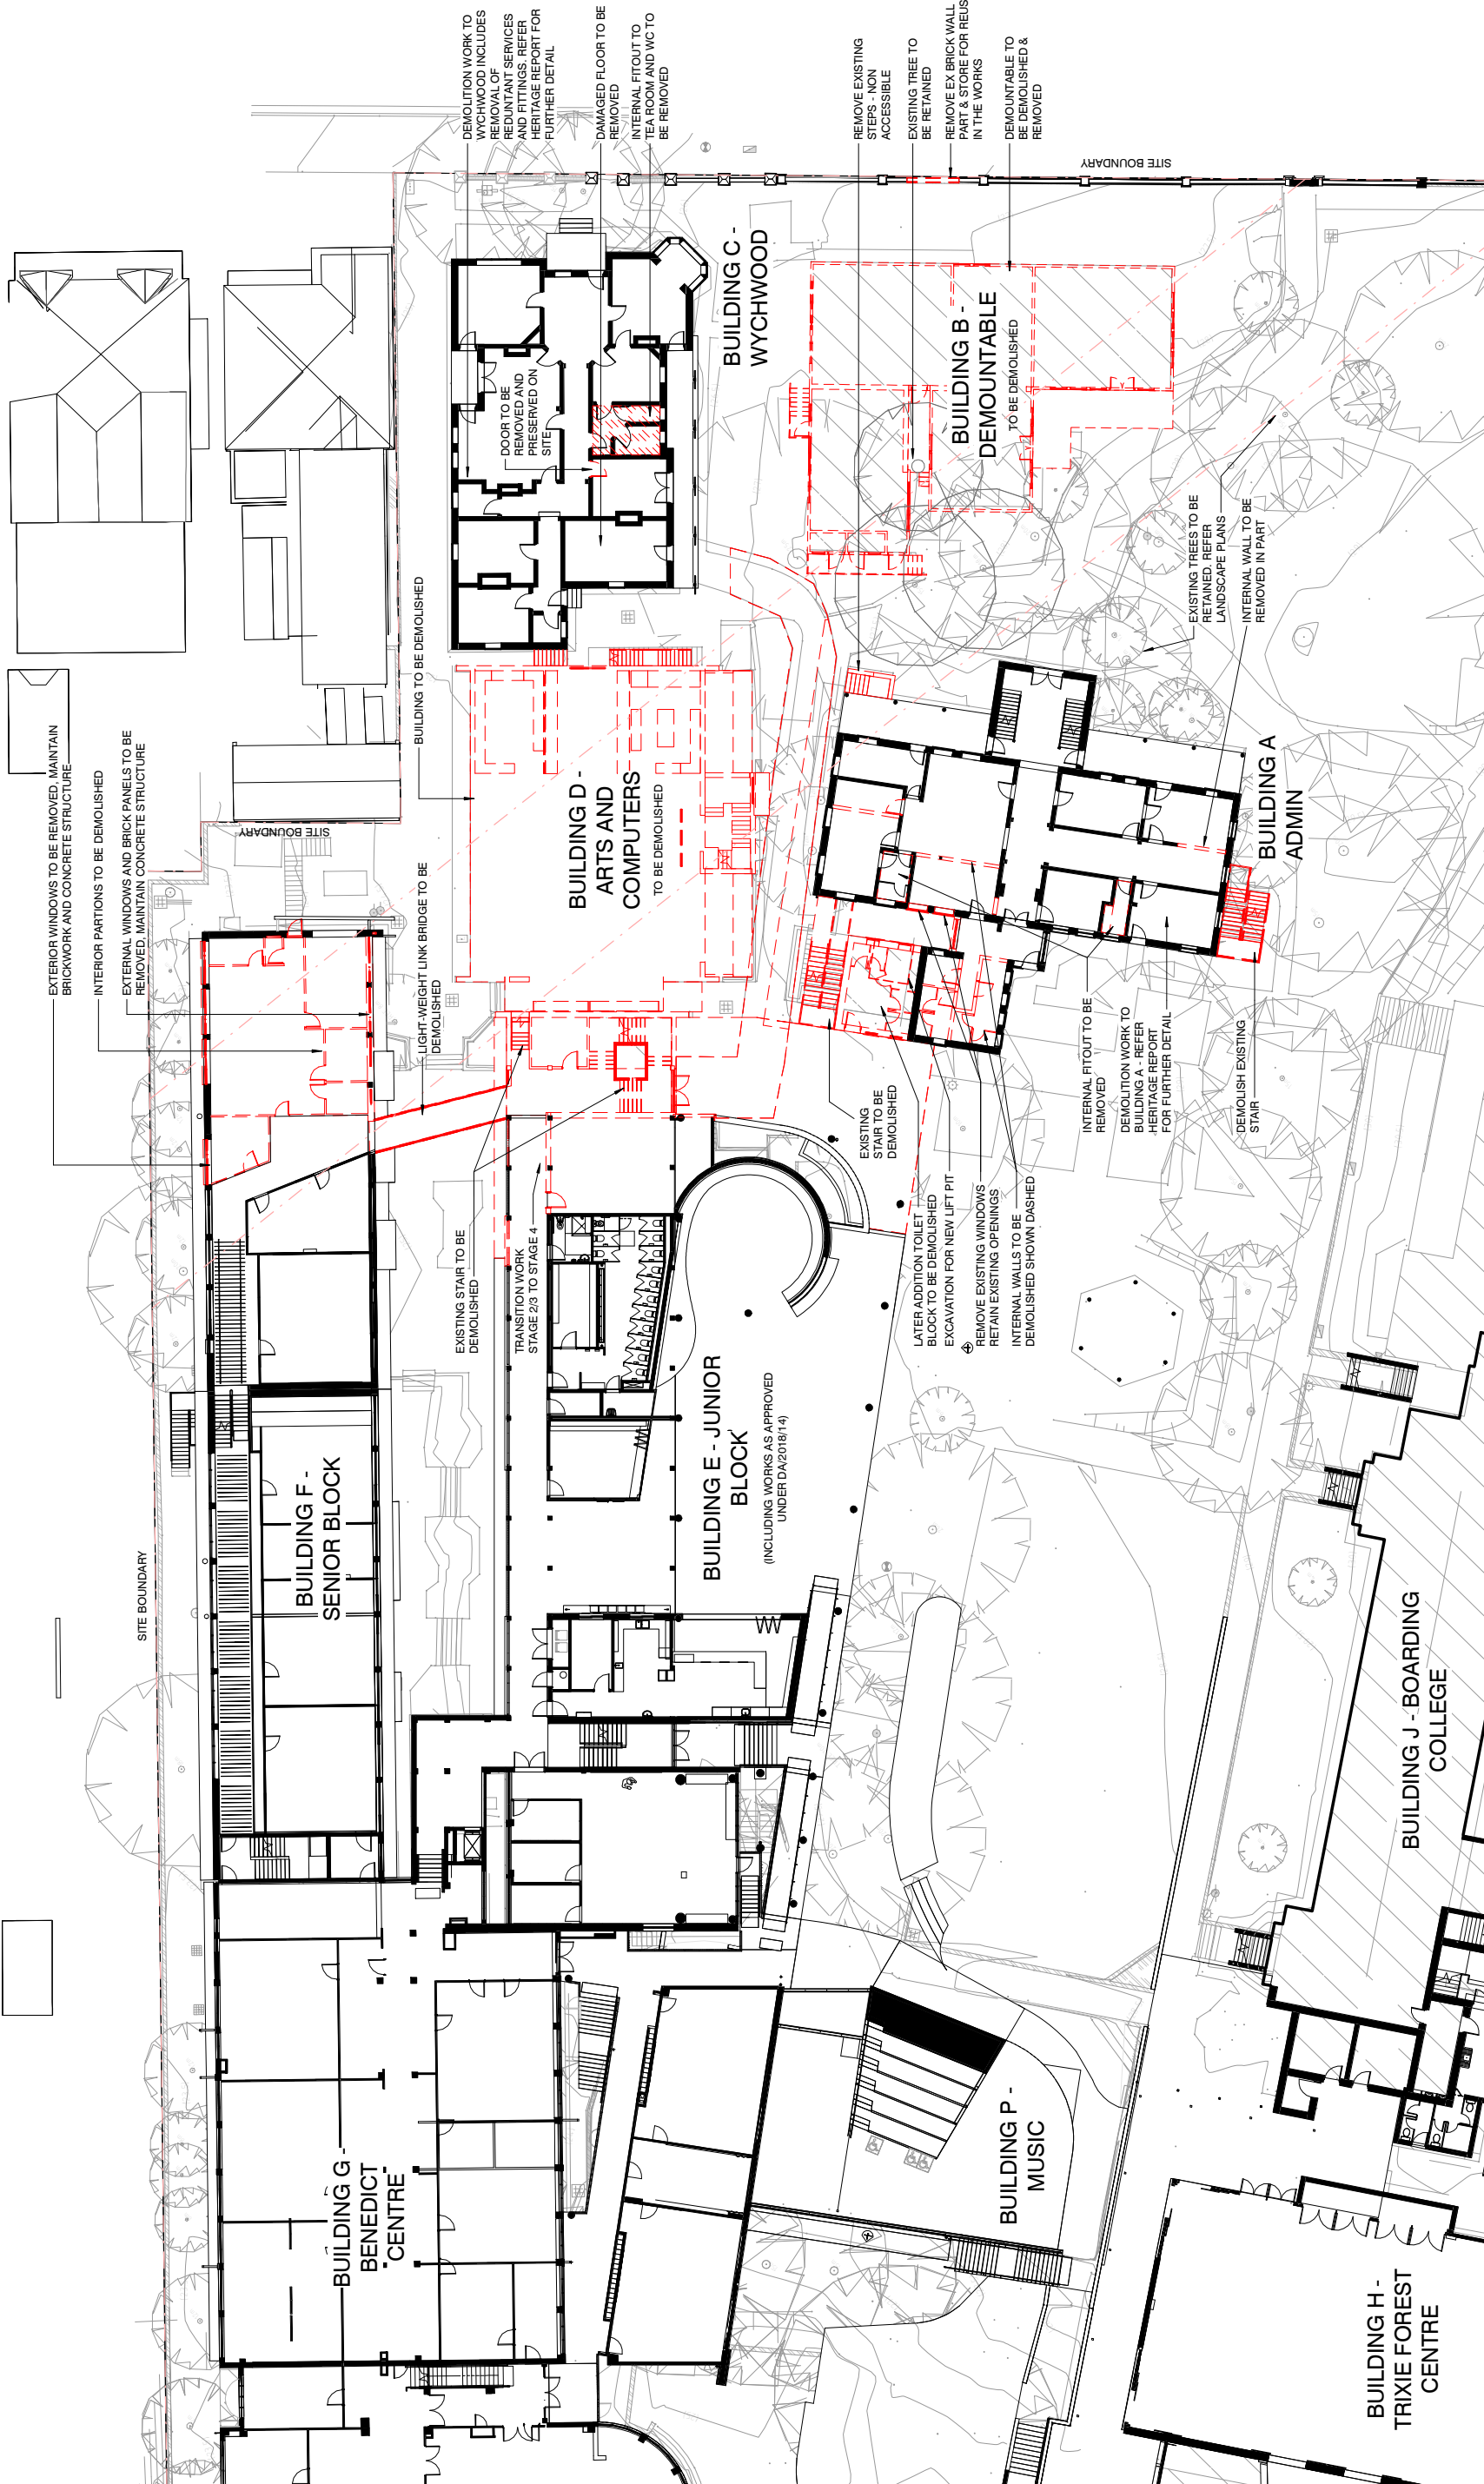 DEMOLITION WORK TO
WYCHWOOD INCLUDES
REMOVAL OF
REDUNTANT SERVICES
AND FITTINGS. REFER
HERITAGE REPORT FOR
FURTHER DETAIL
DAMAGED FLOOR TO BE
REMOVED
INTERNAL FITOUT TO
TEA ROOM AND WC TO
BE REMOVED
REMOVE EXISTING
STEPS - NON
ACCESSIBLE
EXISTING TREE TO
BE RETAINED
REMOVE EX BRICK WALL
PART & STORE FOR REUS
IN THE WORKS
DEMOUNTABLE TO
BE DEMOLISHED &
REMOVED
SITE BOUNDARY
BUILDING C -
WYCHWOOD
DOOR TO BE
REMOVED AND
PRESERVED ON
SITE
BUILDING B -
DEMOUNTABLE
TO BE DEMOLISHED
EXISTING TREES TO BE
RETAINED. REFER
LANDSCAPE PLANS
INTERNAL WALL TO BE
REMOVED IN PART
BUILDING TO BE DEMOLISHED
EXTERIOR WINDOWS TO BE REMOVED, MAINTAIN
BRICKWORK AND CONCRETE STRUCTURE
INTERIOR PARTIONS TO BE DEMOLISHED
EXTERNAL WINDOWS AND BRICK PANELS TO BE
REMOVED, MAINTAIN CONCRETE STRUCTURE
SITE BOUNDARY
LIGHT-WEIGHT LINK BRIDGE TO BE
DEMOLISHED
BUILDING D -
ARTS AND
COMPUTERS
TO BE DEMOLISHED
BUILDING A
ADMIN
EXISTING STAIR TO BE
DEMOLISHED
TRANSITION WORK
STAGE 2/3 TO STAGE 4
EXISTING
STAIR TO BE
DEMOLISHED
LATER ADDITION TOILET
BLOCK TO BE DEMOLISHED
EXCAVATION FOR NEW LIFT PIT
REMOVE EXISTING WINDOWS
RETAIN EXISTING OPENINGS
INTERNAL WALLS TO BE
DEMOLISHED SHOWN DASHED
INTERNAL FITOUT TO BE
REMOVED
DEMOLITION WORK TO
BUILDING A - REFER
HERITAGE REPORT
FOR FURTHER DETAIL
DEMOLISH EXISTING
STAIR
SITE BOUNDARY
BUILDING F -
SENIOR BLOCK
BUILDING E - JUNIOR
BLOCK
(INCLUDING WORKS AS APPROVED
UNDER DA/2018/14)
BUILDING J - BOARDING
COLLEGE
BUILDING G -
BENEDICT
CENTRE
BUILDING P -
MUSIC
BUILDING H -
TRIXIE FOREST
CENTRE